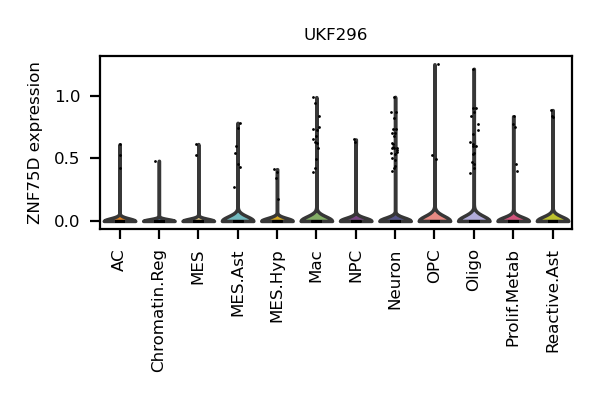 UKF296
ZNF75D expression
1.0
0.5
0.0
AC
Chromatin.Reg
MES
MES.Ast
MES.Hyp
Mac
NPC
Neuron
OPC
Oligo
Prolif.Metab
Reactive.Ast